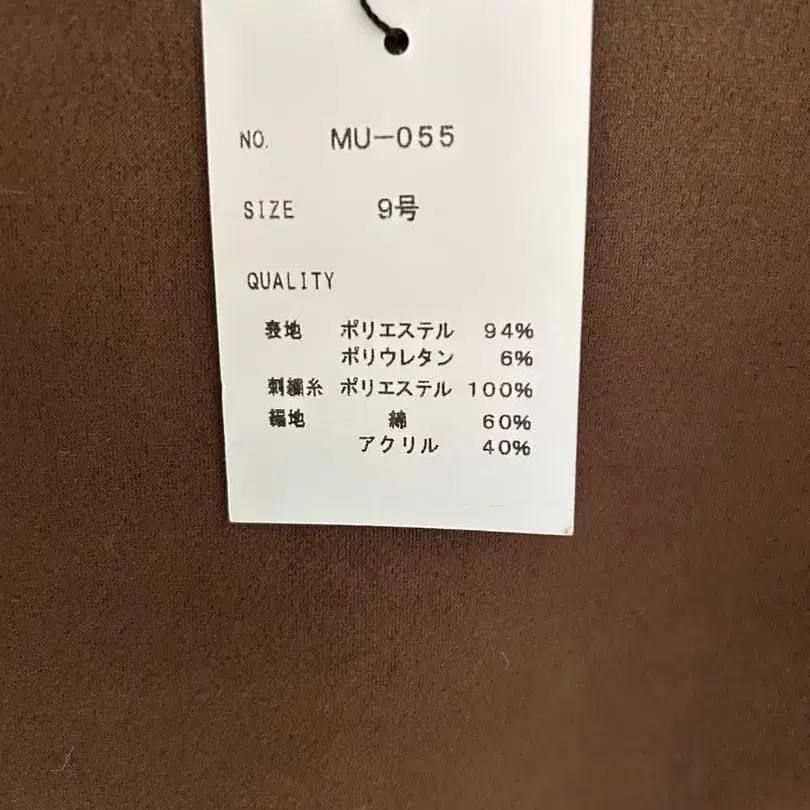 NO. MU-055
SIZE 9号
QUALITY
表地 ポリエステル 94%
ポリウレタン 6%
刺繍糸 ポリエステル 100%
編地 綿 60%
アクリル 40%